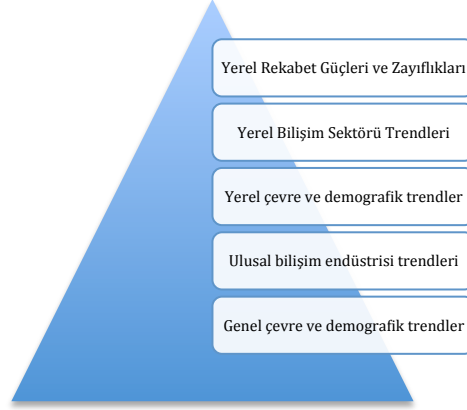 Yerel Rekabet Güçleri ve Zayıflıkları
Yerel Bilişim Sektörü Trendleri
Yerel çevre ve demografik trendler
Ulusal bilişim endüstrisi trendleri
Genel çevre ve demografik trendler